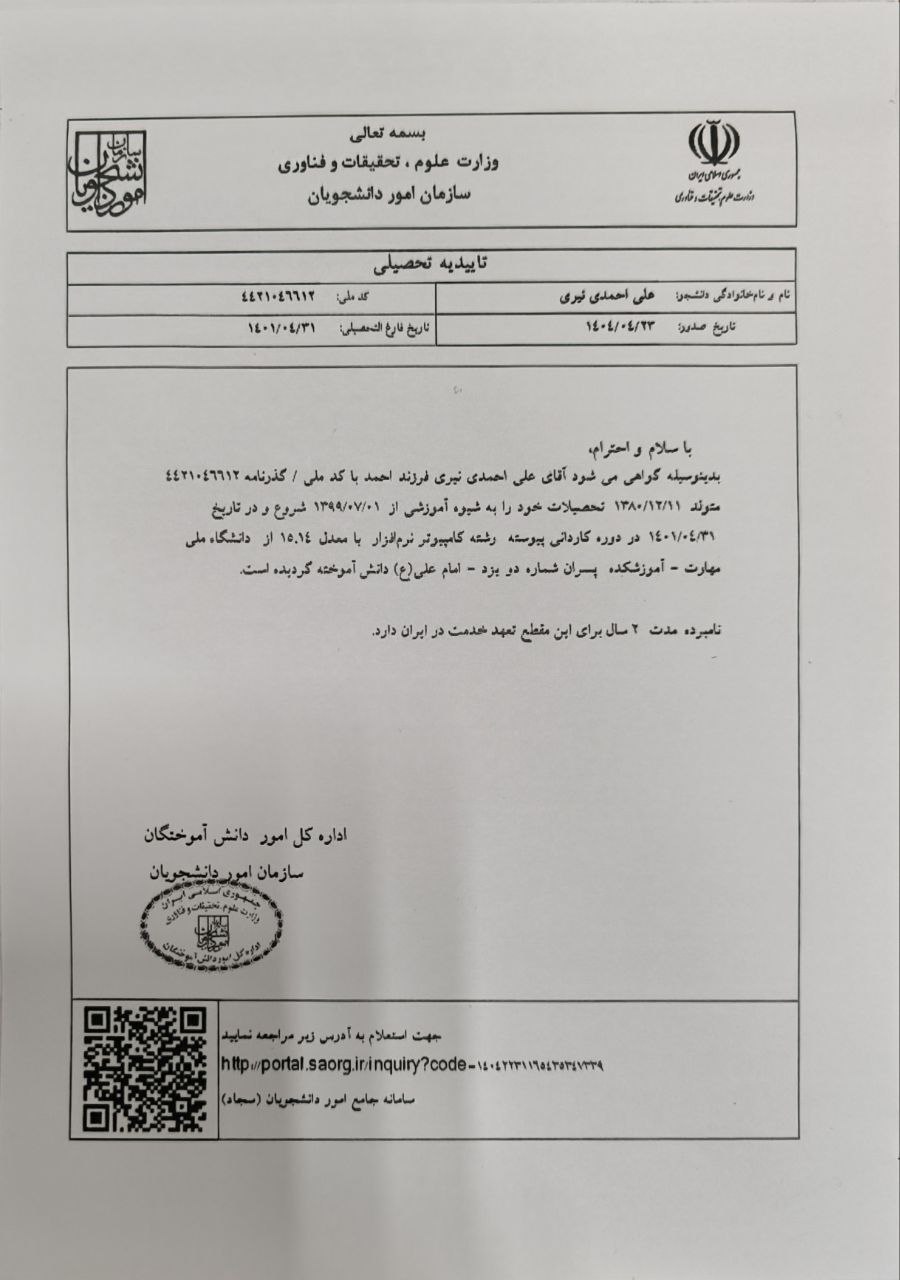 بسمه تعالی
وزارت علوم ، تحقیقات و فناوری
سازمان امور دانشجویان
جمهوری اسلامی ایران
وزارت علوم تحقیقات و فناوری
سازمان امور دانشجویان
تاییدیه تحصیلی
نام و نام‌خانوادگی دانشجو: علی احمدی نیری کد ملی: ۴۴۲۱۰۴۶۶۱۲
تاریخ صدور: ۱۴۰۴/۰۴/۲۳ تاریخ فارغ التحصیلی: ۱۴۰۱/۰۴/۳۱
با سلام و احترام،
بدینوسیله گواهی می شود آقای علی احمدی نیری فرزند احمد با کد ملی / گذرنامه ۴۴۲۱۰۴۶۶۱۲
متولد ۱۳۸۰/۱۲/۱۱ تحصیلات خود را به شیوه آموزشی از ۱۳۹۹/۰۷/۰۱ شروع و در تاریخ
۱۴۰۱/۰۴/۳۱ در دوره کاردانی پیوسته رشته کامپیوتر نرم‌افزار با معدل ۱۵.۱۴ از دانشگاه ملی
مهارت - آموزشکده پسران شماره دو یزد - امام علی(ع) دانش آموخته گردیده است.
نامبرده مدت ۲ سال برای این مقطع تعهد خدمت در ایران دارد.
اداره کل امور دانش آموختگان
سازمان امور دانشجویان
جمهوری اسلامی ایران
وزارت علوم، تحقیقات و فناوری
اداره کل امور دانش آموختگان
جهت استعلام به آدرس زیر مراجعه نمایید
http://portal.saorg.ir/inquiry?code=
سامانه جامع امور دانشجویان (سجاد)